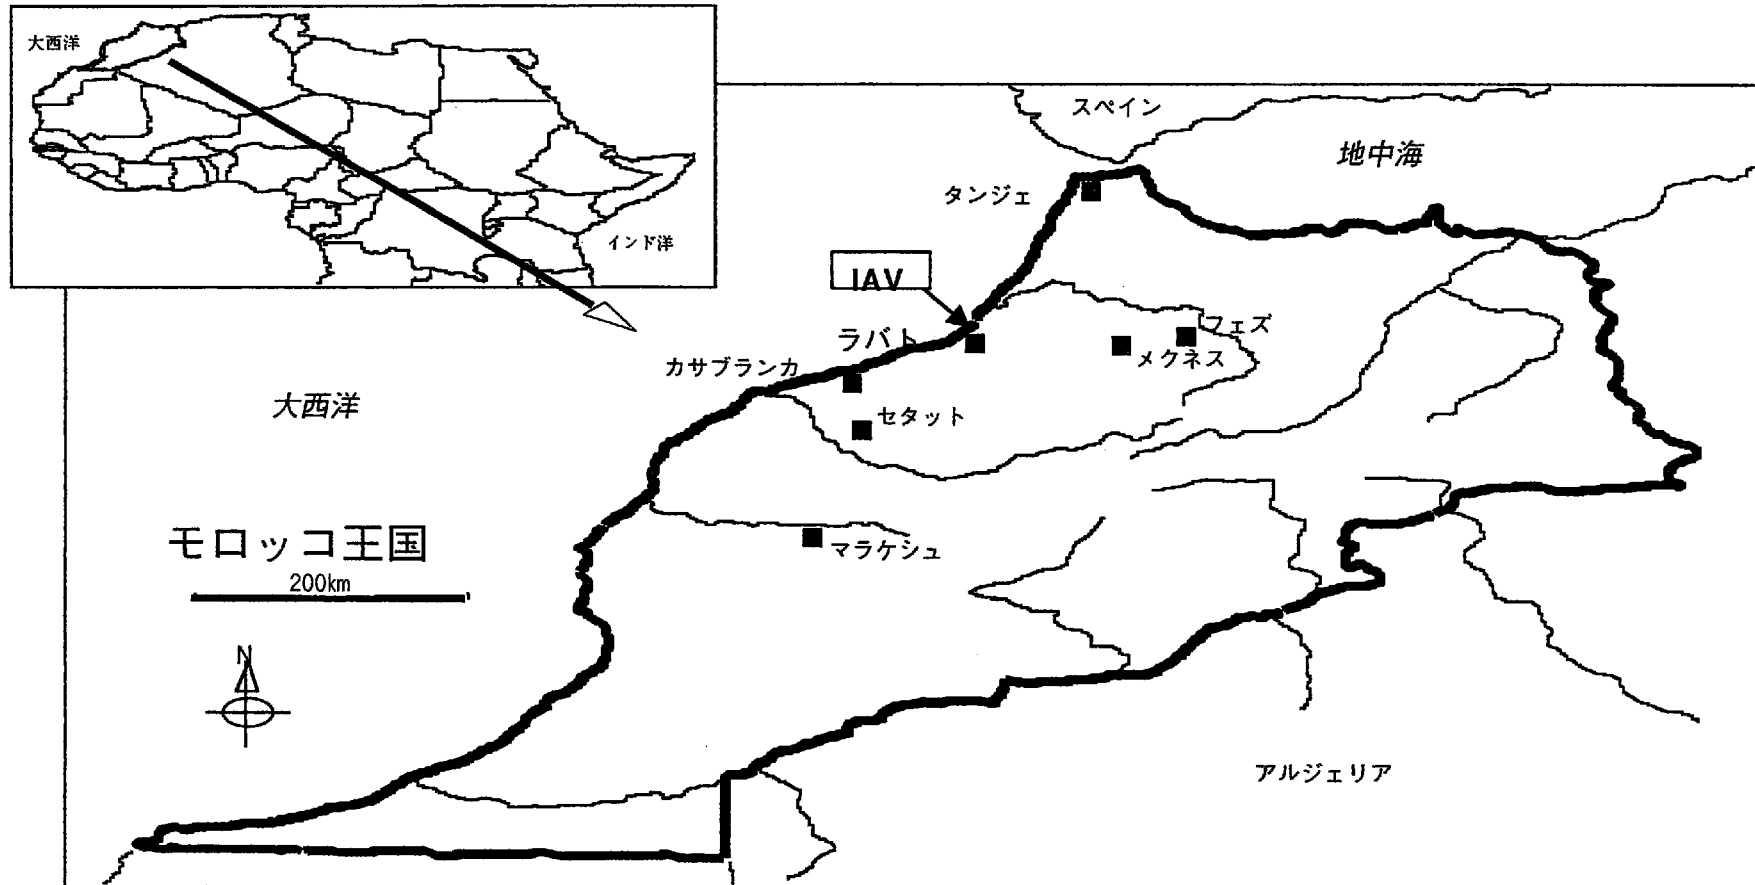 大西洋
インド洋
スペイン
地中海
タンジェ
IAV
ラバト
フェズ
メクネス
カサブランカ
セタット
大西洋
モロッコ王国
200km
マラケシュ
N
アルジェリア